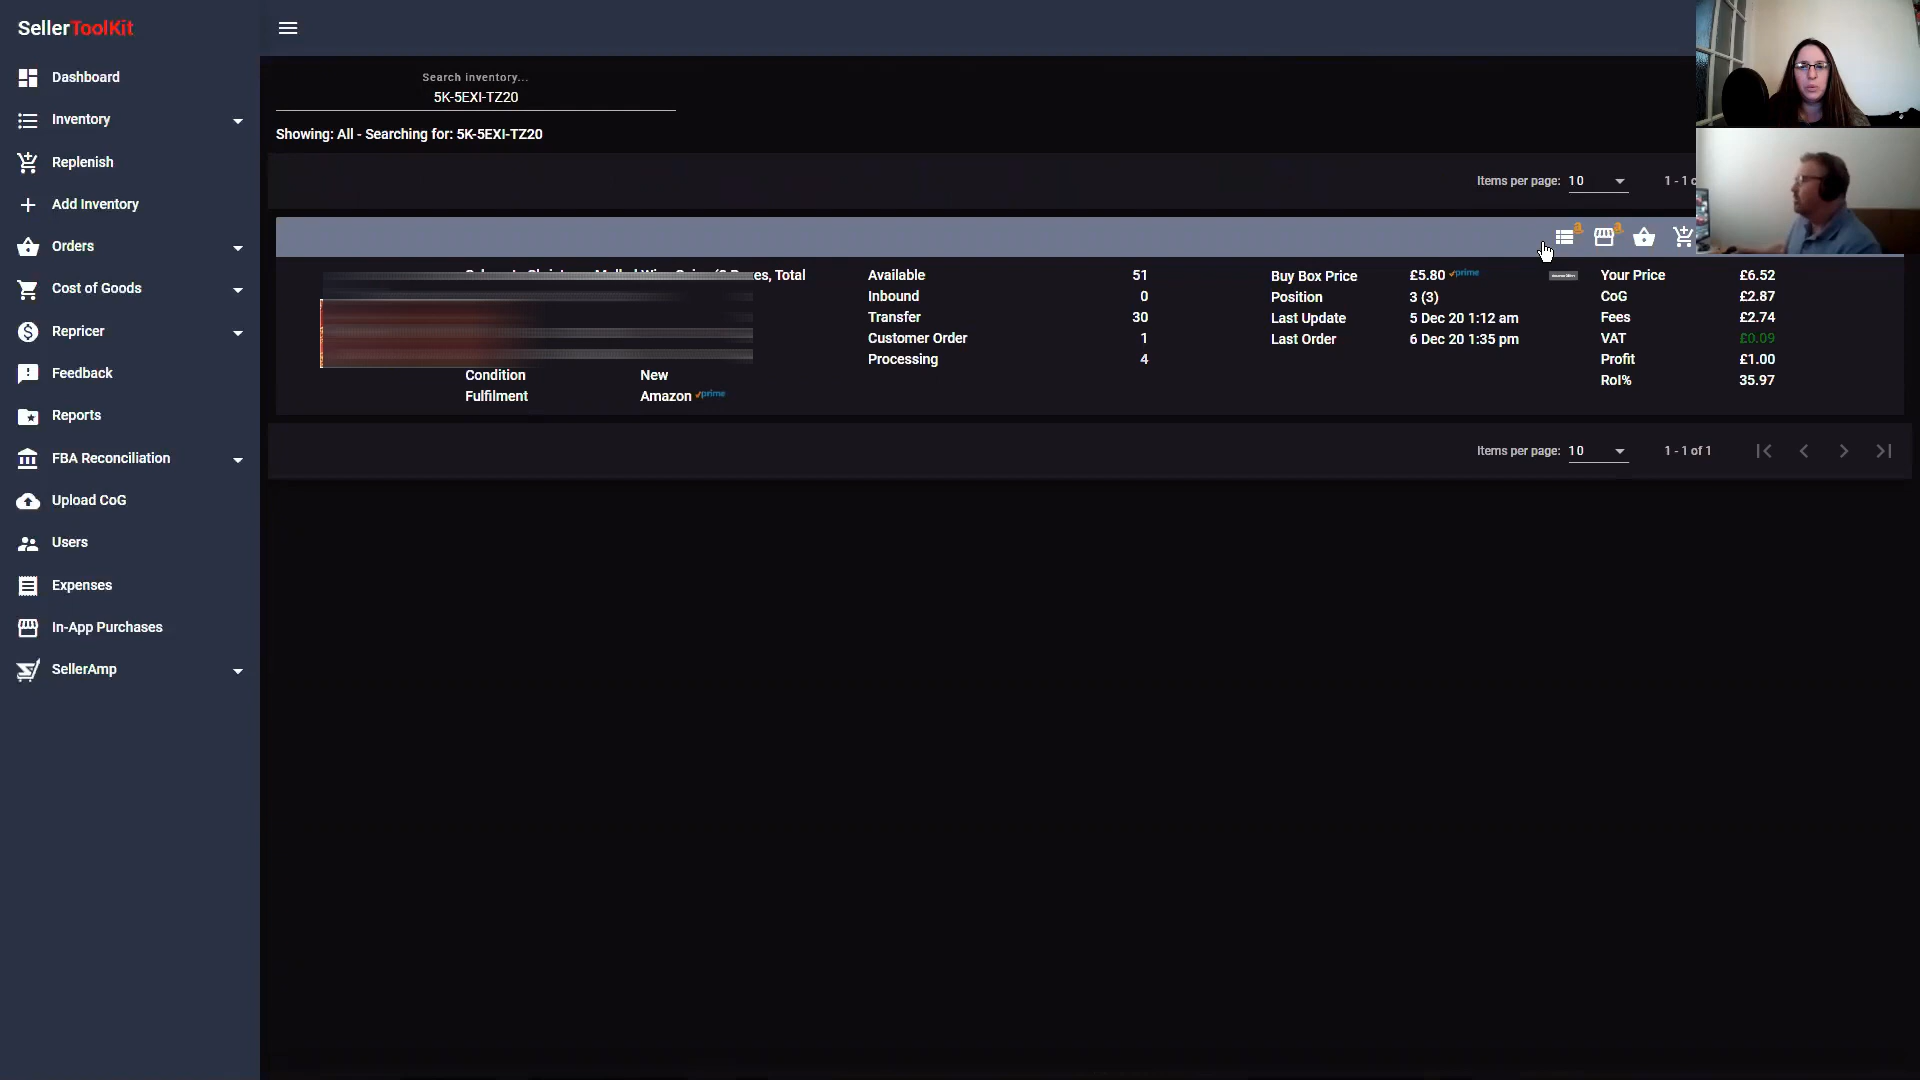 SellerToolKit
Dashboard
Inventory
Replenish
Add Inventory
Orders
Cost of Goods
Repricer
Feedback
Reports
FBA Reconciliation
Upload CoG
Users
Expenses
In-App Purchases
SellerAmp
Search inventory...
5K-5EXI-TZ20
Showing: All - Searching for: 5K-5EXI-TZ20
Items per page: 10 1 - 1
Total
Condition New
Fulfilment Amazon prime
Available 51
Inbound 0
Transfer 30
Customer Order 1
Processing 4
Buy Box Price £5.80 prime
Position 3 (3)
Last Update 5 Dec 20 1:12 am
Last Order 6 Dec 20 1:35 pm
Your Price £6.52
CoG £2.87
Fees £2.74
VAT £0.09
Profit £1.00
RoI% 35.97
Items per page: 10 1 - 1 of 1